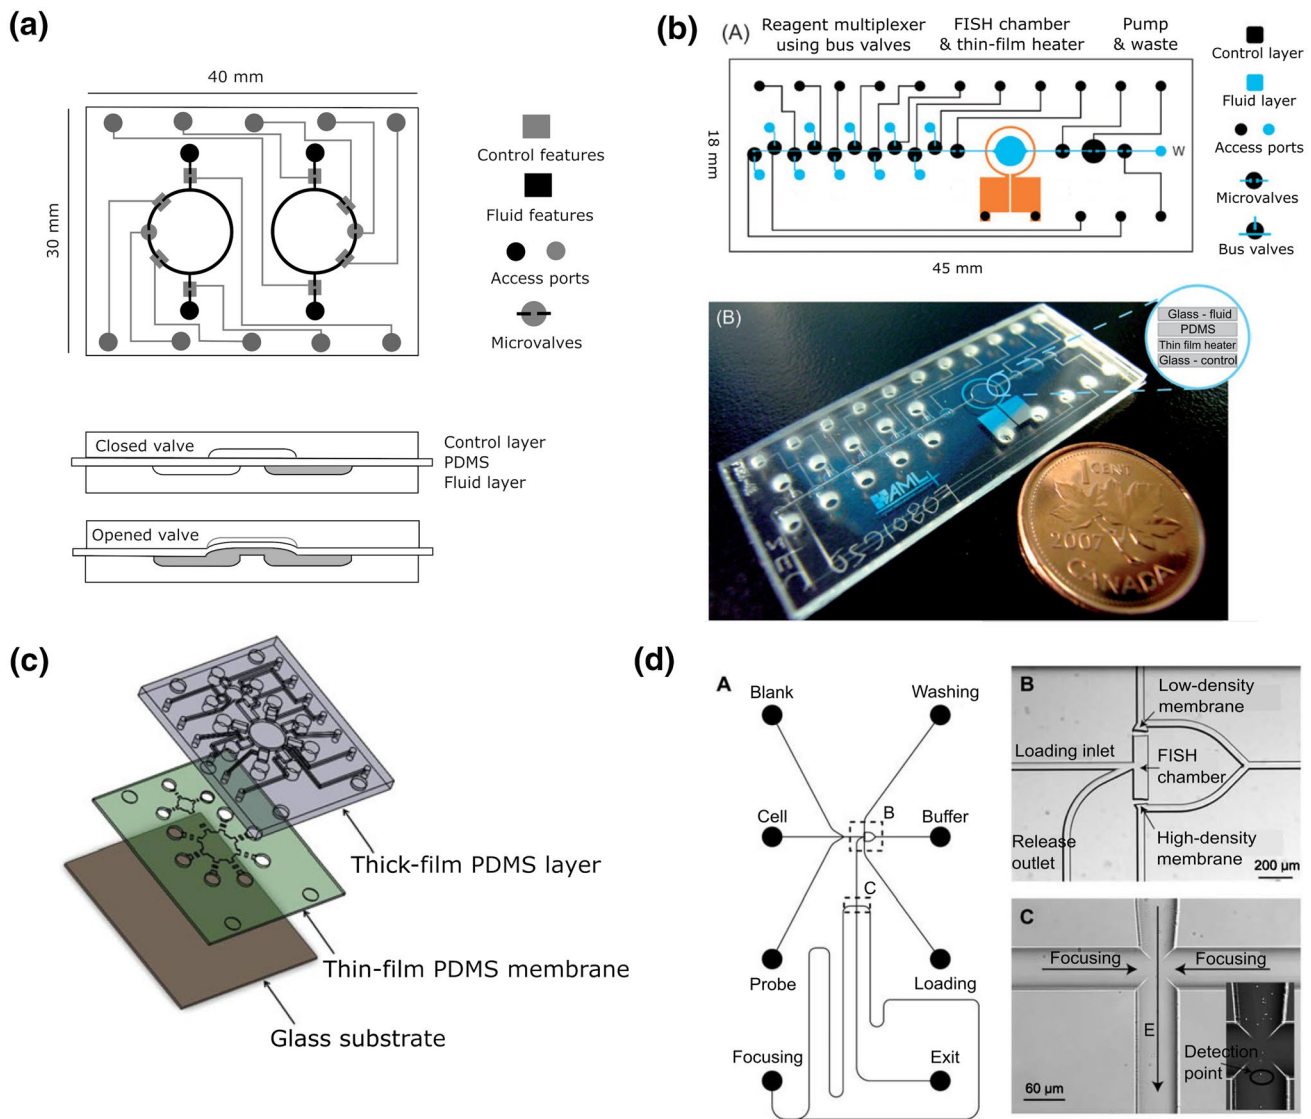 (a)
40 mm
30 mm
Control features
Fluid features
Access ports
Microvalves
Closed valve
Control layer
PDMS
Fluid layer
Opened valve
(b)
(A)
Reagent multiplexer
using bus valves
FISH chamber
& thin-film heater
Pump
& waste
18 mm
W
45 mm
Control layer
Fluid layer
Access ports
Microvalves
Bus valves
(B)
Glass - fluid
PDMS
Thin film heater
Glass - control
AML
1 CENT
2007
CANADA
(c)
Thick-film PDMS layer
Thin-film PDMS membrane
Glass substrate
(d)
A
Blank
Washing
Cell
B
Buffer
C
Probe
Loading
Focusing
Exit
B
Low-density
membrane
Loading inlet
FISH
chamber
Release
outlet
High-density
membrane
200 µm
C
Focusing
Focusing
E
Detection
point
60 µm